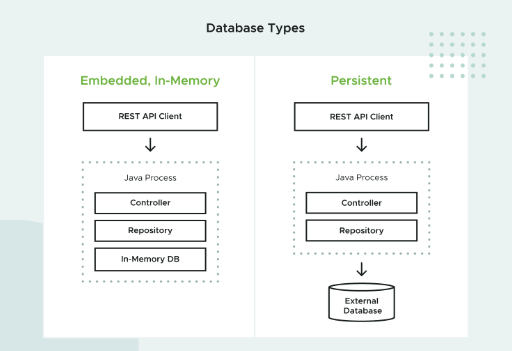 Database Types
Embedded, In-Memory
REST API Client
Java Process
Controller
Repository
In-Memory DB
Persistent
REST API Client
Java Process
Controller
Repository
External
Database